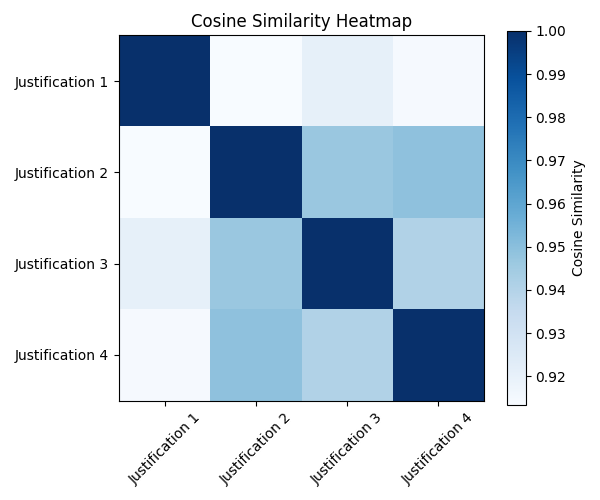 Cosine Similarity Heatmap
Justification 1
Justification 2
Justification 3
Justification 4
Justification 1
Justification 2
Justification 3
Justification 4
1.00
0.99
0.98
0.97
0.96
0.95
0.94
0.93
0.92
Cosine Similarity